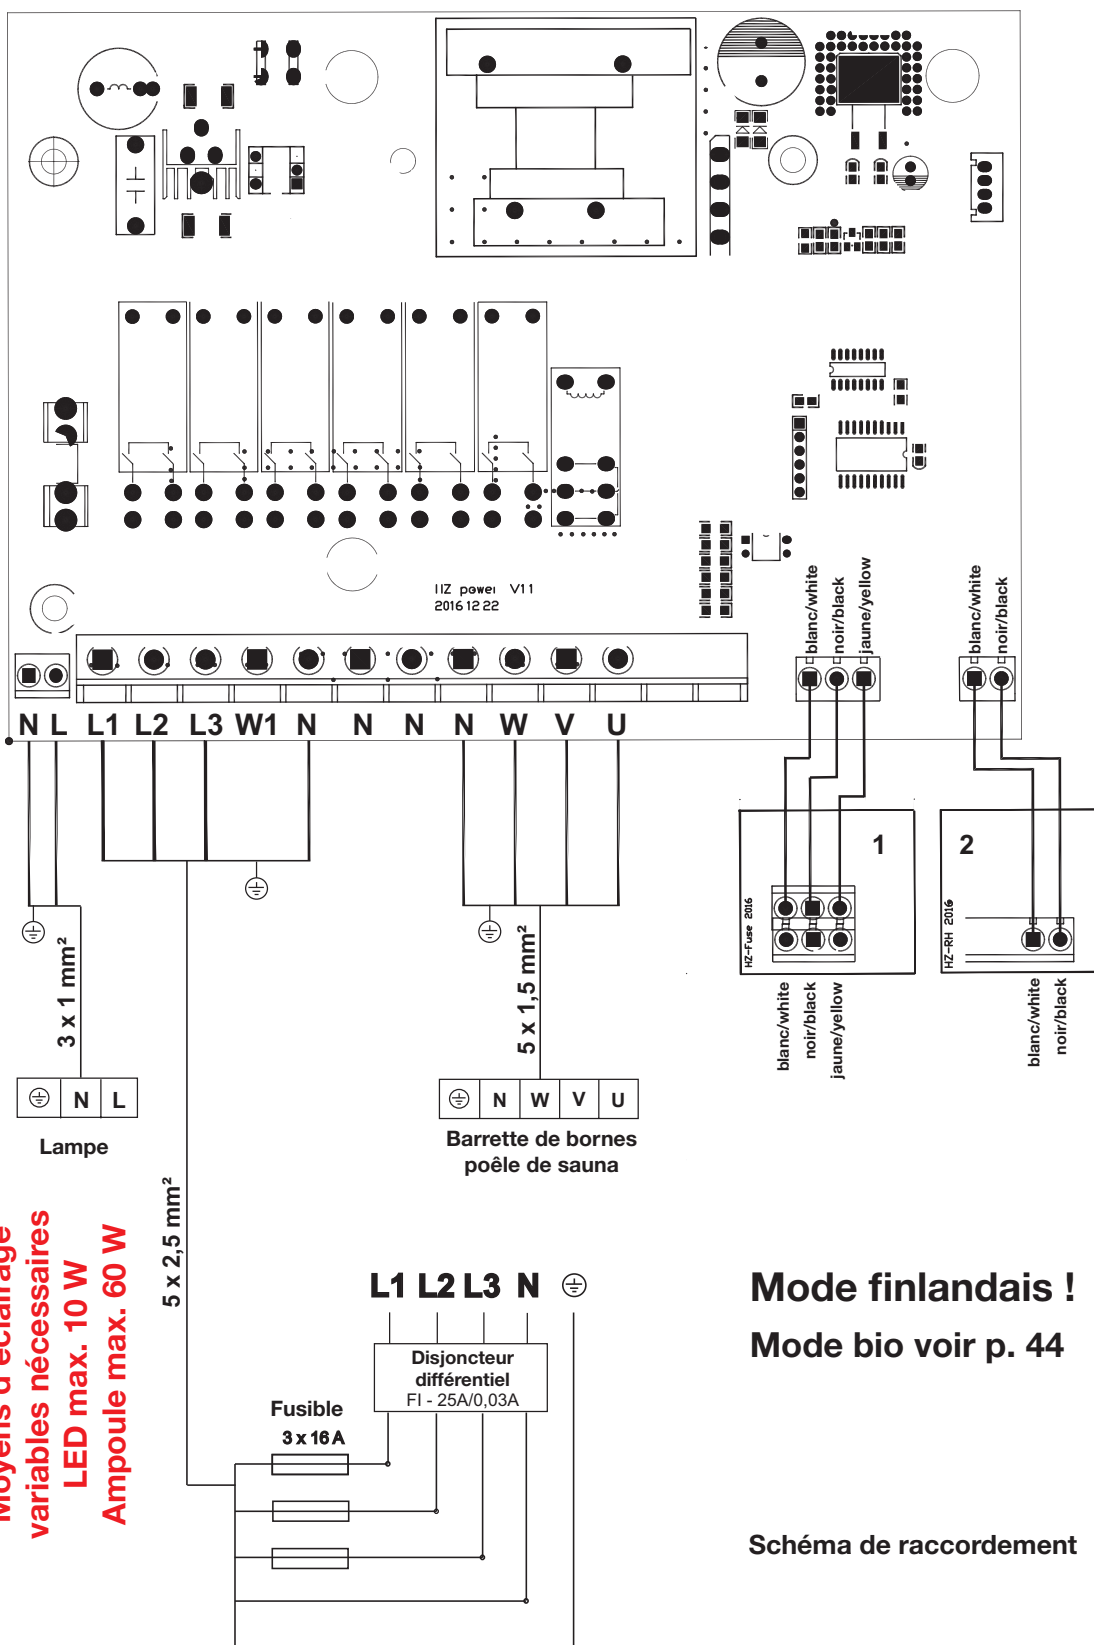 HZ power V1.1
2016 12 22
blanc/white
noir/black
jaune/yellow
blanc/white
noir/black
N L L1 L2 L3 W1 N N N N W V U
1
2
HZ-Fuse 2016
HZ-RH 2016
blanc/white
noir/black
jaune/yellow
blanc/white
noir/black
3 x 1 mm²
5 x 1,5 mm²
N L
Lampe
N W V U
Barrette de bornes
poêle de sauna
5 x 2,5 mm²
Moyens d'éclairage
variables nécessaires
LED max. 10 W
Ampoule max. 60 W
L1 L2 L3 N
Disjoncteur
différentiel
FI - 25A/0,03A
Fusible
3 x 16 A
Mode finlandais !
Mode bio voir p. 44
Schéma de raccordement